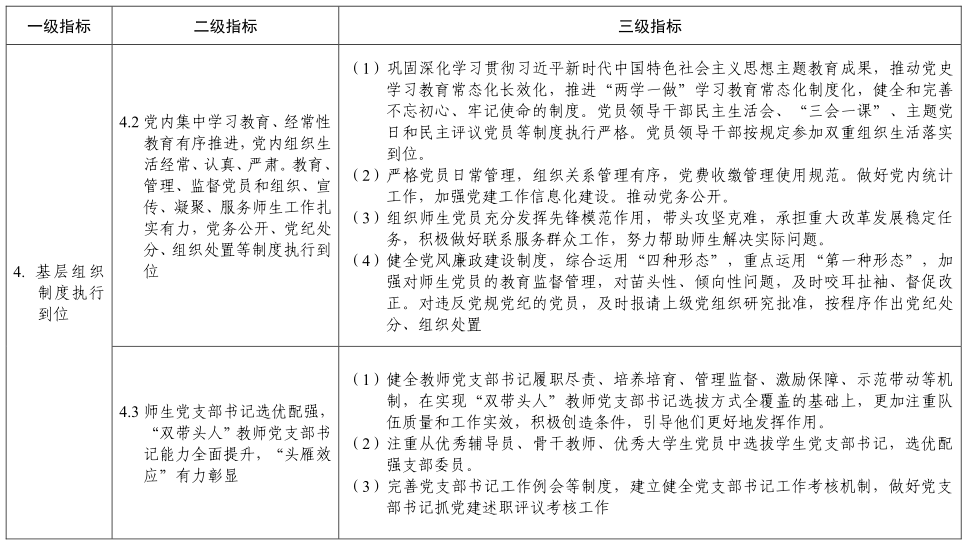 一级指标
二级指标
三级指标
4. 基层组织
制度执行
到位
4.2 党内集中学习教育、经常性
教育有序推进，党内组织生
活经常、认真、严肃。教育、
管理、监督党员和组织、宣
传、凝聚、服务师生工作扎
实有力，党务公开、党纪处
分、组织处置等制度执行到
位
（1）巩固深化学习贯彻习近平新时代中国特色社会主义思想主题教育成果，推动党史
学习教育常态化长效化，推进“两学一做”学习教育常态化制度化，健全和完善
不忘初心、牢记使命的制度。党员领导干部民主生活会、“三会一课”、主题党
日和民主评议党员等制度执行严格。党员领导干部按规定参加双重组织生活落实
到位。
（2）严格党员日常管理，组织关系管理有序，党费收缴管理使用规范。做好党内统计
工作，加强党建工作信息化建设。推动党务公开。
（3）组织师生党员充分发挥先锋模范作用，带头攻坚克难，承担重大改革发展稳定任
务，积极做好联系服务群众工作，努力帮助师生解决实际问题。
（4）健全党风廉政建设制度，综合运用“四种形态”，重点运用“第一种形态”，加
强对师生党员的教育监督管理，对苗头性、倾向性问题，及时咬耳扯袖、督促改
正。对违反党规党纪的党员，及时报请上级党组织研究批准，按程序作出党纪处
分、组织处置
4.3 师生党支部书记选优配强，
“双带头人”教师党支部书
记能力全面提升，“头雁效
应”有力彰显
（1）健全教师党支部书记履职尽责、培养培育、管理监督、激励保障、示范带动等机
制，在实现“双带头人”教师党支部书记选拔方式全覆盖的基础上，更加注重队
伍质量和工作实效，积极创造条件，引导他们更好地发挥作用。
（2）注重从优秀辅导员、骨干教师、优秀大学生党员中选拔学生党支部书记，选优配
强支部委员。
（3）完善党支部书记工作例会等制度，建立健全党支部书记工作考核机制，做好党支
部书记抓党建述职评议考核工作